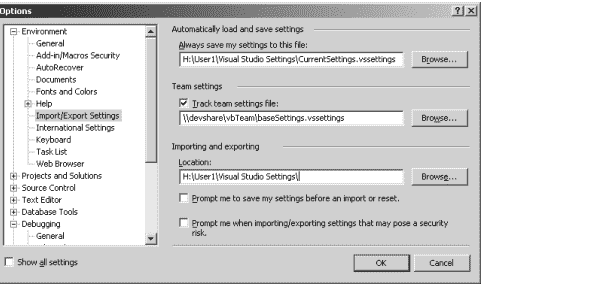 Options
Environment
General
Add-in/Macros Security
AutoRecover
Documents
Fonts and Colors
Help
Import/Export Settings
International Settings
Keyboard
Task List
Web Browser
Projects and Solutions
Source Control
Text Editor
Database Tools
Debugging
General
Show all settings
Automatically load and save settings
Always save my settings to this file:
H:\User1\Visual Studio Settings\CurrentSettings.vssettings
Browse...
Team settings
Track team settings file:
\\devshare\vbTeam\baseSettings.vssettings
Browse...
Importing and exporting
Location:
H:\User1\Visual Studio Settings\
Browse...
Prompt me to save my settings before an import or reset.
Prompt me when importing/exporting settings that may pose a security
risk.
OK
Cancel